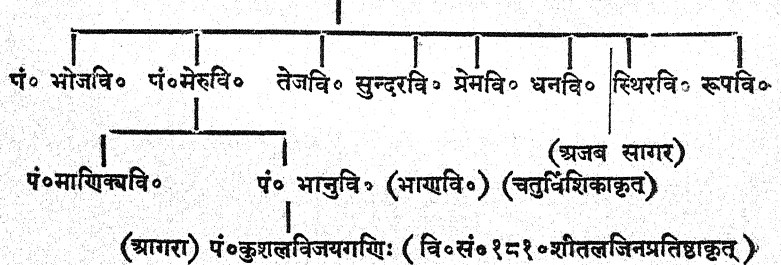 पं० भोजवि० पं०मेरुवि० तेजवि० सुन्दरवि० प्रेमवि० धनवि० स्थिरवि० रूपवि०
(अजब सागर)
पं०माणिक्यवि० पं० भानुवि० (भाणवि०) (चतुर्विंशिकाकृत्)
(आगरा) पं०कुशलविजयगणिः ( वि०सं०१८१०शीतलजिनप्रतिष्ठाकृत् )